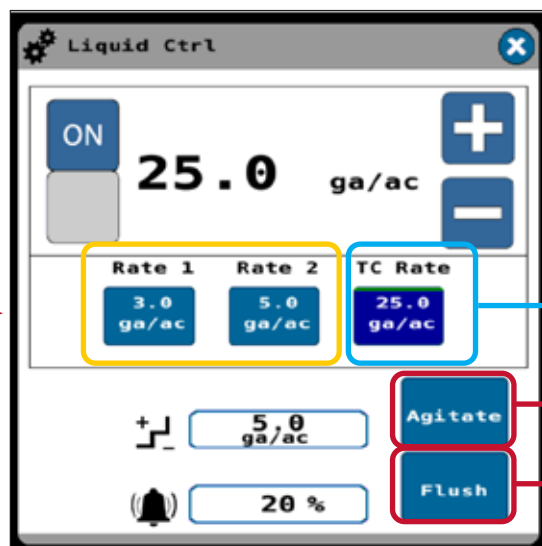 Liquid Ctrl
ON
25.0 ga/ac
Rate 1 Rate 2 TC Rate
3.0 5.0 25.0
ga/ac ga/ac ga/ac
Agitate
5.0
ga/ac
Flush
20 %